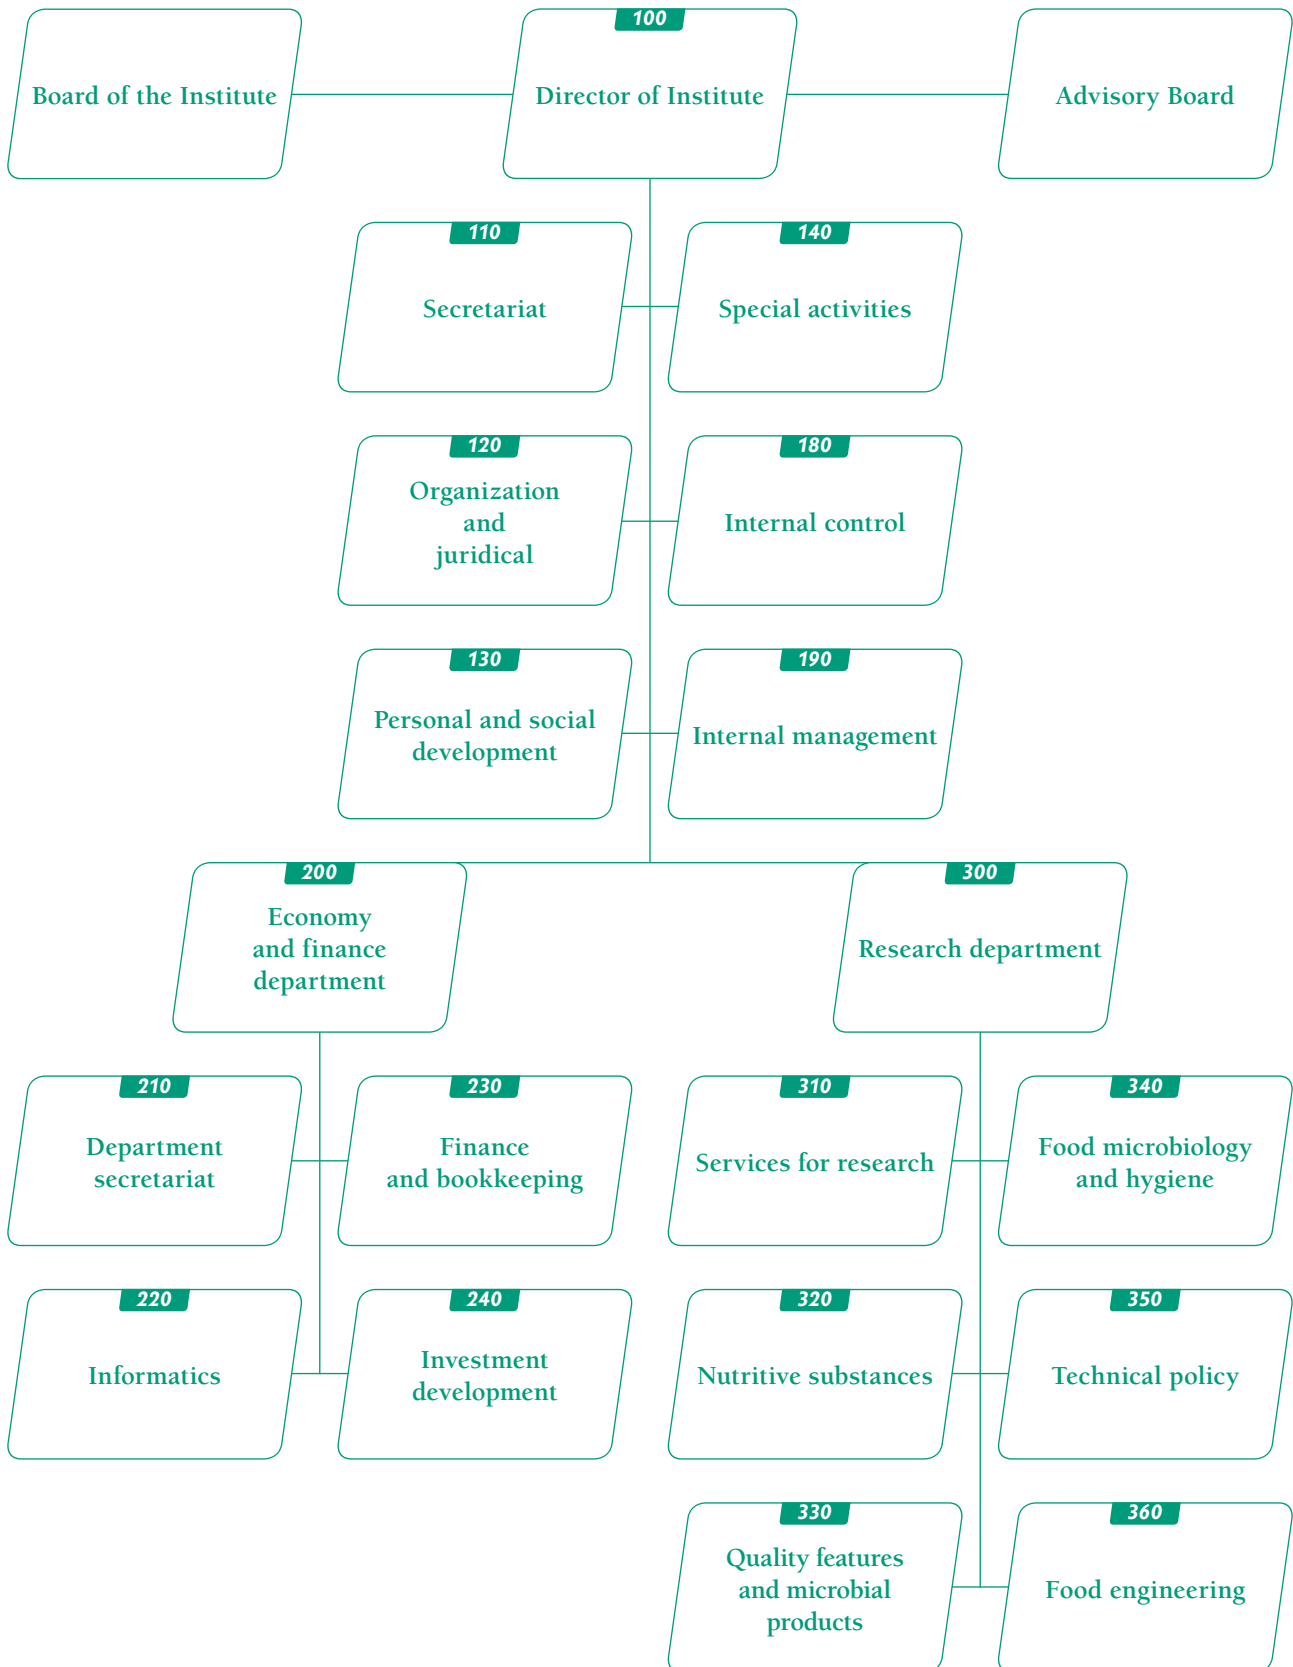 100
Board of the Institute
Director of Institute
Advisory Board
110
Secretariat
140
Special activities
120
Organization
and
juridical
180
Internal control
130
Personal and social
development
190
Internal management
200
Economy
and finance
department
300
Research department
210
Department
secretariat
230
Finance
and bookkeeping
310
Services for research
340
Food microbiology
and hygiene
220
Informatics
240
Investment
development
320
Nutritive substances
350
Technical policy
330
Quality features
and microbial
products
360
Food engineering